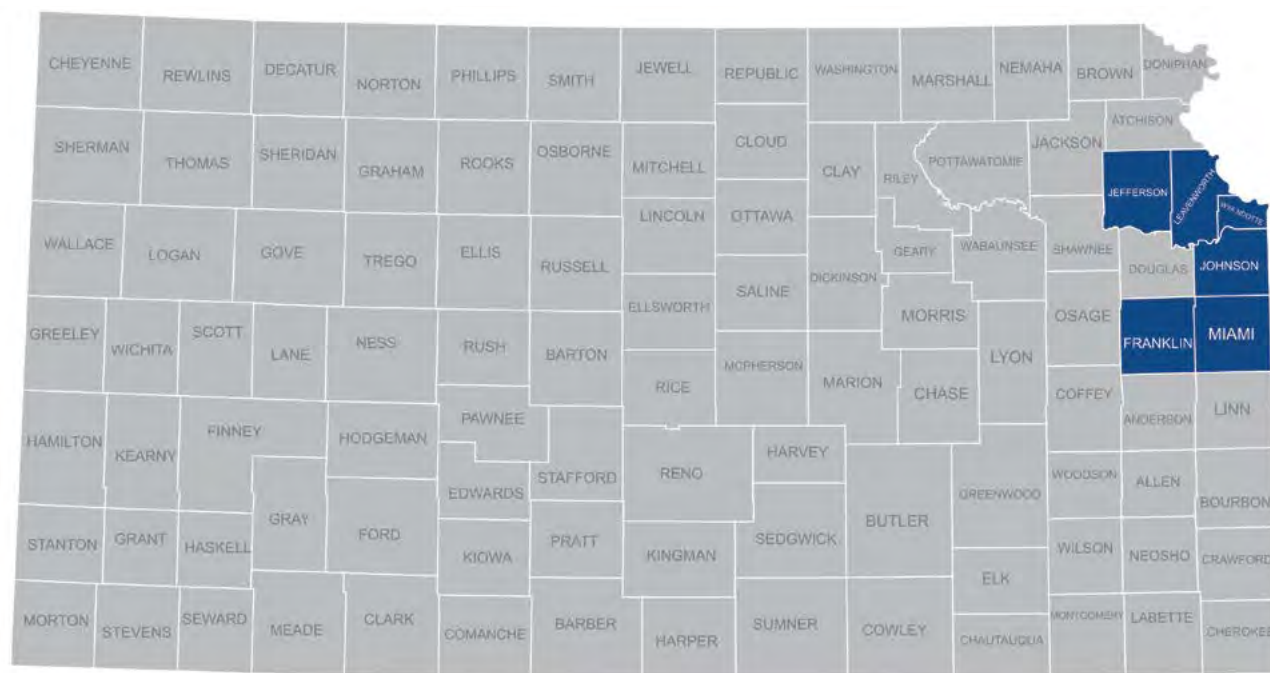 CHEYENNE
REWLINS
DECATUR
NORTON
PHILLIPS
SMITH
JEWELL
REPUBLIC
WASHINGTON
MARSHALL
NEMAHA
BROWN
DONIPHAN
SHERMAN
THOMAS
SHERIDAN
GRAHAM
ROOKS
OSBORNE
MITCHELL
CLOUD
CLAY
RILEY
POTTAWATOMIE
JACKSON
ATCHISON
JEFFERSON
LEAVENWORTH
WYANDOTTE
LINCOLN
OTTAWA
WALLACE
LOGAN
GOVE
TREGO
ELLIS
RUSSELL
GEARY
WABAUNSEE
SHAWNEE
DOUGLAS
JOHNSON
ELLSWORTH
SALINE
DICKINSON
MORRIS
OSAGE
GREELEY
WICHITA
SCOTT
LANE
NESS
RUSH
BARTON
LYON
FRANKLIN
MIAMI
RICE
MCPHERSON
MARION
CHASE
COFFEY
ANDERSON
LINN
HAMILTON
KEARNY
FINNEY
HODGEMAN
PAWNEE
STAFFORD
RENO
HARVEY
EDWARDS
GREENWOOD
WOODSON
ALLEN
BOURBON
GRAY
FORD
BUTLER
STANTON
GRANT
HASKELL
KIOWA
PRATT
KINGMAN
SEDGWICK
WILSON
NEOSHO
CRAWFORD
ELK
MORTON
STEVENS
SEWARD
MEADE
CLARK
COMANCHE
BARBER
HARPER
SUMNER
COWLEY
CHAUTAUQUA
MONTGOMERY
LABETTE
CHEROKEE